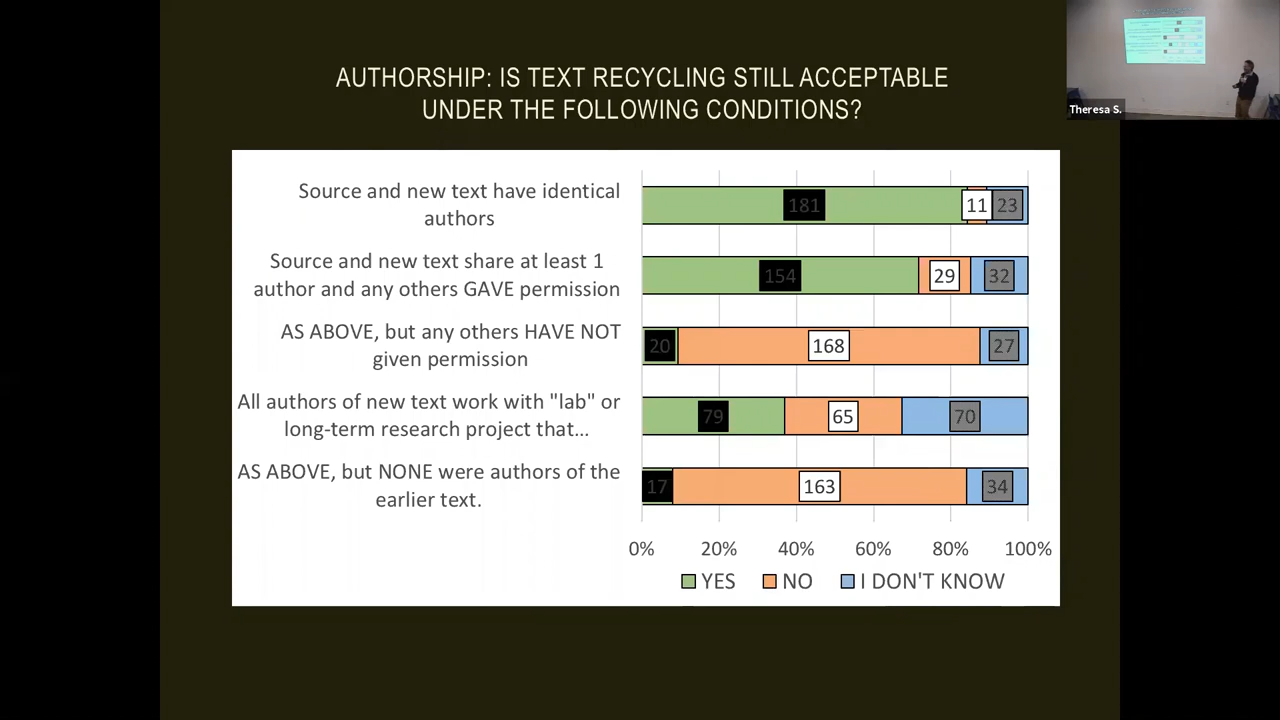 AUTHORSHIP: IS TEXT RECYCLING STILL ACCEPTABLE
UNDER THE FOLLOWING CONDITIONS?
Theresa S.
Source and new text have identical
authors
181 11 23
Source and new text share at least 1
author and any others GAVE permission
154 29 32
AS ABOVE, but any others HAVE NOT
given permission
20 168 27
All authors of new text work with "lab" or
long-term research project that...
79 65 70
AS ABOVE, but NONE were authors of the
earlier text.
17 163 34
0% 20% 40% 60% 80% 100%
YES NO I DON'T KNOW